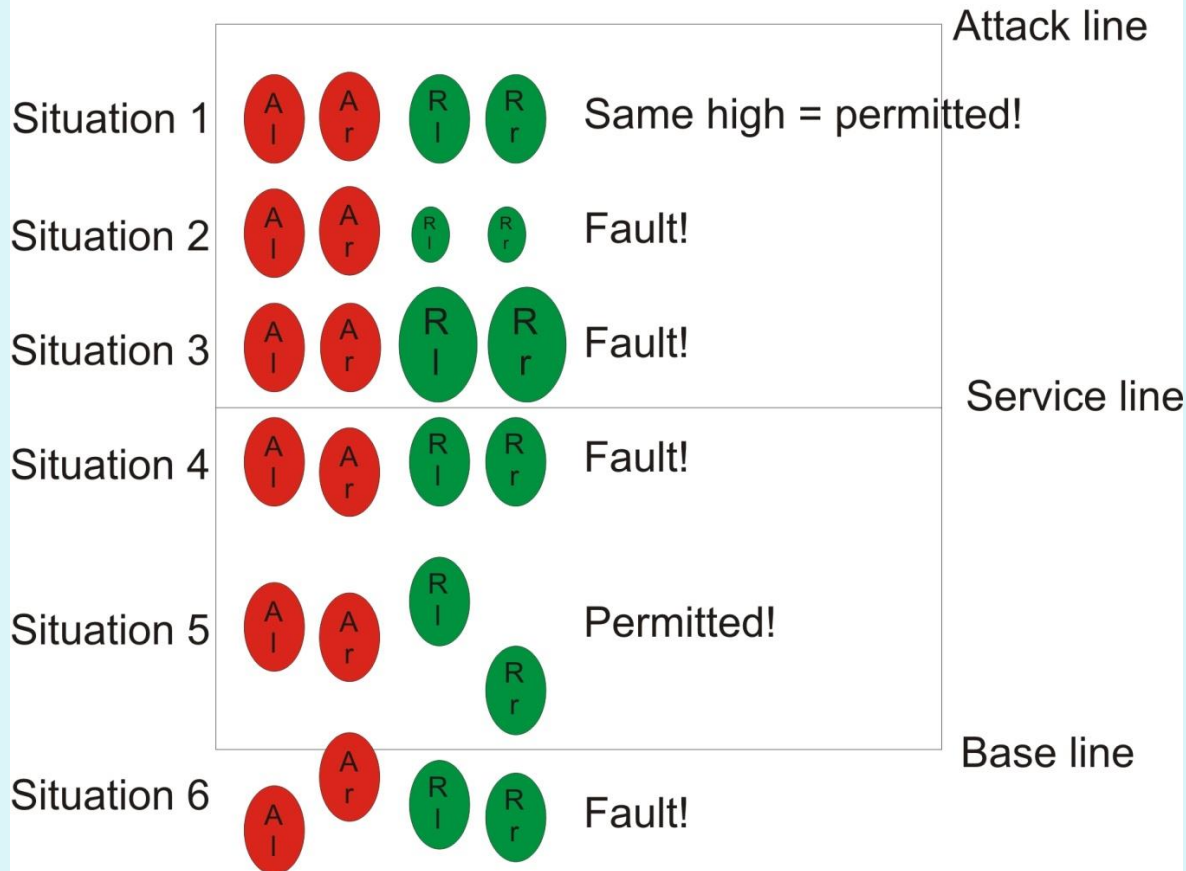 Attack line
Situation 1
A A R R
l r l r
Same high = permitted!
Situation 2
A A R R
l r l r
Fault!
Situation 3
A A R R
l r l r
Fault!
Service line
Situation 4
A A R R
l r l r
Fault!
Situation 5
A A R R
l r l r
Permitted!
Base line
Situation 6
A A R R
l r l r
Fault!